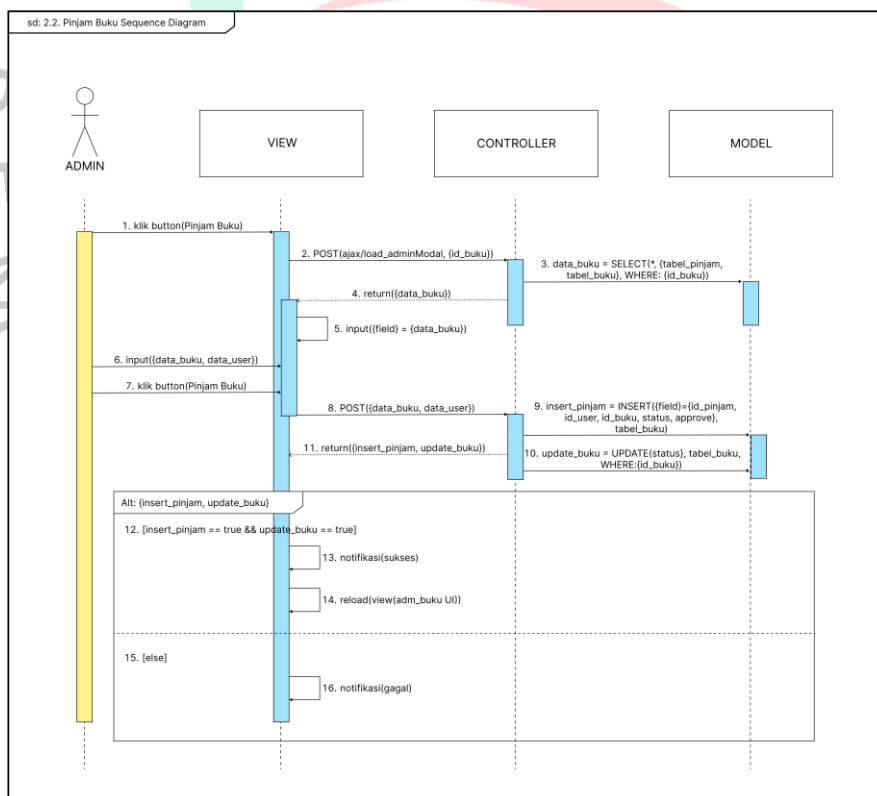 sd: 2.2. Pinjam Buku Sequence Diagram
ADMIN
VIEW
CONTROLLER
MODEL
1. klik button(Pinjam Buku)
2. POST(ajax/load_adminModal, {id_buku})
3. data_buku = SELECT(*, {tabel_pinjam,
tabel_buku}, WHERE: {id_buku})
4. return({data_buku})
5. input({field} = {data_buku})
6. input({data_buku, data_user})
7. klik button(Pinjam Buku)
8. POST({data_buku, data_user})
9. insert_pinjam = INSERT({field}={id_pinjam,
id_user, id_buku, status, approve},
tabel_buku)
10. update_buku = UPDATE{status}, tabel_buku,
WHERE:{id_buku})
11. return({insert_pinjam, update_buku})
Alt: {insert_pinjam, update_buku}
12. [insert_pinjam == true && update_buku == true]
13. notifikasi(sukses)
14. reload(view(adm_buku UI))
15. [else]
16. notifikasi(gagal)